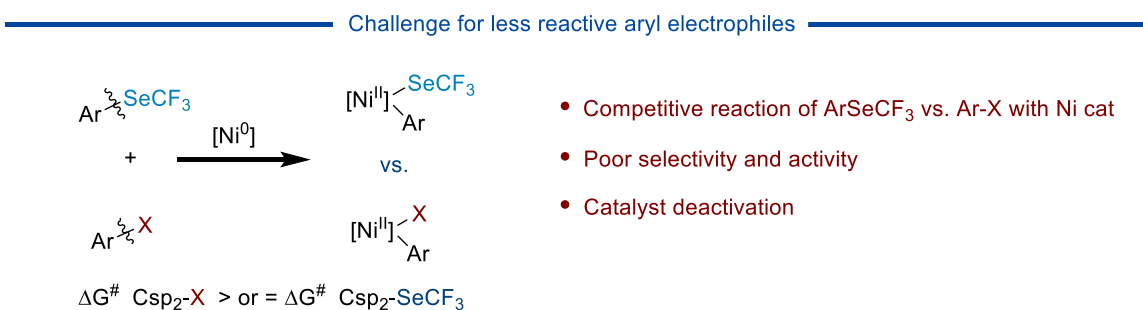 Challenge for less reactive aryl electrophiles
Ar SeCF3
+
Ar X
[Ni0]
[NiII] SeCF3
Ar
vs.
[NiII] X
Ar
ΔG# Csp2-X > or = ΔG# Csp2-SeCF3
• Competitive reaction of ArSeCF3 vs. Ar-X with Ni cat
• Poor selectivity and activity
• Catalyst deactivation